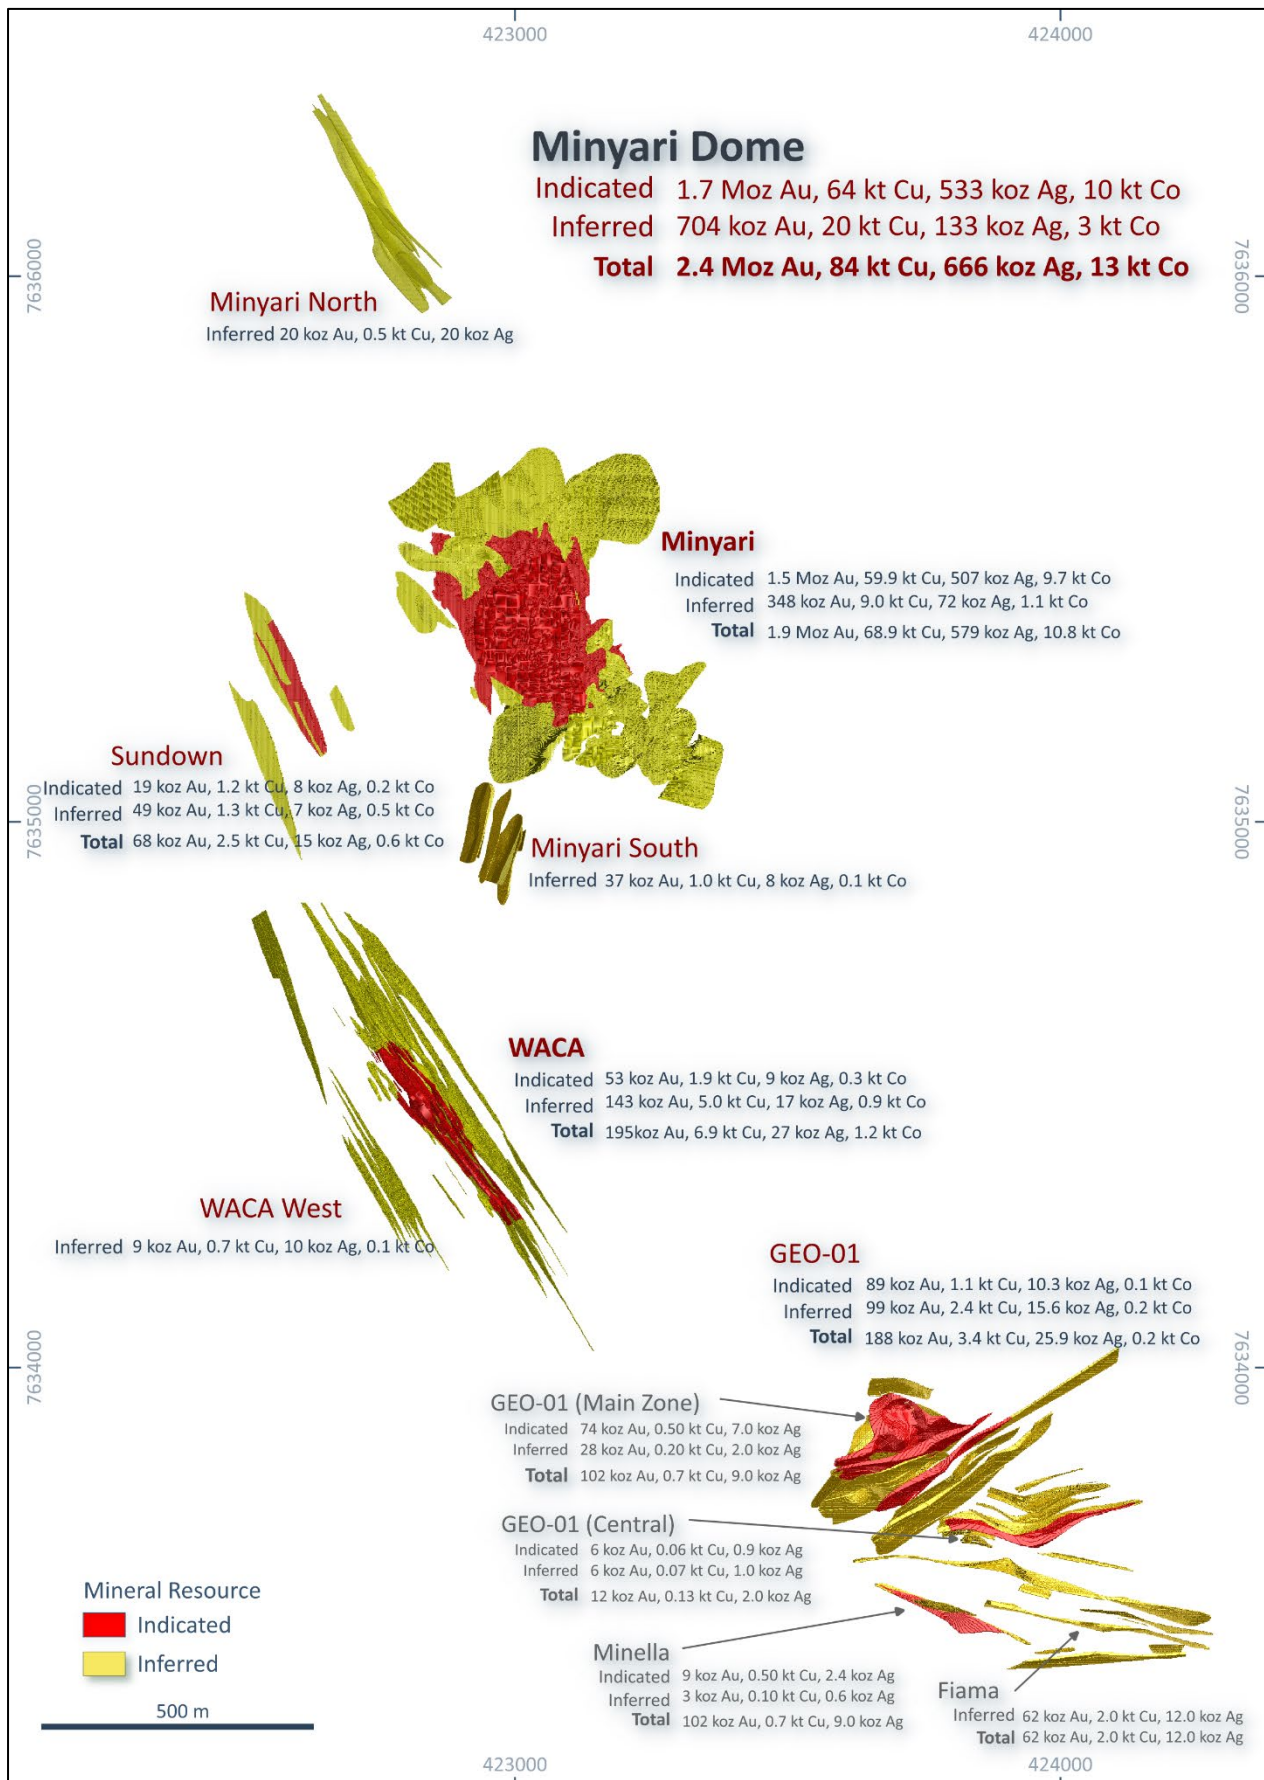 423000 424000
Minyari Dome
Indicated 1.7 Moz Au, 64 kt Cu, 533 koz Ag, 10 kt Co
Inferred 704 koz Au, 20 kt Cu, 133 koz Ag, 3 kt Co
Total 2.4 Moz Au, 84 kt Cu, 666 koz Ag, 13 kt Co
7636000 7636000
Minyari North
Inferred 20 koz Au, 0.5 kt Cu, 20 koz Ag
Minyari
Indicated 1.5 Moz Au, 59.9 kt Cu, 507 koz Ag, 9.7 kt Co
Inferred 348 koz Au, 9.0 kt Cu, 72 koz Ag, 1.1 kt Co
Total 1.9 Moz Au, 68.9 kt Cu, 579 koz Ag, 10.8 kt Co
Sundown
Indicated 19 koz Au, 1.2 kt Cu, 8 koz Ag, 0.2 kt Co
Inferred 49 koz Au, 1.3 kt Cu, 7 koz Ag, 0.5 kt Co
Total 68 koz Au, 2.5 kt Cu, 15 koz Ag, 0.6 kt Co
7635000 7635000
Minyari South
Inferred 37 koz Au, 1.0 kt Cu, 8 koz Ag, 0.1 kt Co
WACA
Indicated 53 koz Au, 1.9 kt Cu, 9 koz Ag, 0.3 kt Co
Inferred 143 koz Au, 5.0 kt Cu, 17 koz Ag, 0.9 kt Co
Total 195koz Au, 6.9 kt Cu, 27 koz Ag, 1.2 kt Co
WACA West
Inferred 9 koz Au, 0.7 kt Cu, 10 koz Ag, 0.1 kt Co
GEO-01
Indicated 89 koz Au, 1.1 kt Cu, 10.3 koz Ag, 0.1 kt Co
Inferred 99 koz Au, 2.4 kt Cu, 15.6 koz Ag, 0.2 kt Co
Total 188 koz Au, 3.4 kt Cu, 25.9 koz Ag, 0.2 kt Co
7634000 7634000
GEO-01 (Main Zone)
Indicated 74 koz Au, 0.50 kt Cu, 7.0 koz Ag
Inferred 28 koz Au, 0.20 kt Cu, 2.0 koz Ag
Total 102 koz Au, 0.7 kt Cu, 9.0 koz Ag
GEO-01 (Central)
Indicated 6 koz Au, 0.06 kt Cu, 0.9 koz Ag
Inferred 6 koz Au, 0.07 kt Cu, 1.0 koz Ag
Total 12 koz Au, 0.13 kt Cu, 2.0 koz Ag
Minella
Indicated 9 koz Au, 0.50 kt Cu, 2.4 koz Ag
Inferred 3 koz Au, 0.10 kt Cu, 0.6 koz Ag
Total 102 koz Au, 0.7 kt Cu, 9.0 koz Ag
Fiama
Inferred 62 koz Au, 2.0 kt Cu, 12.0 koz Ag
Total 62 koz Au, 2.0 kt Cu, 12.0 koz Ag
Mineral Resource
Indicated
Inferred
500 m
423000 424000